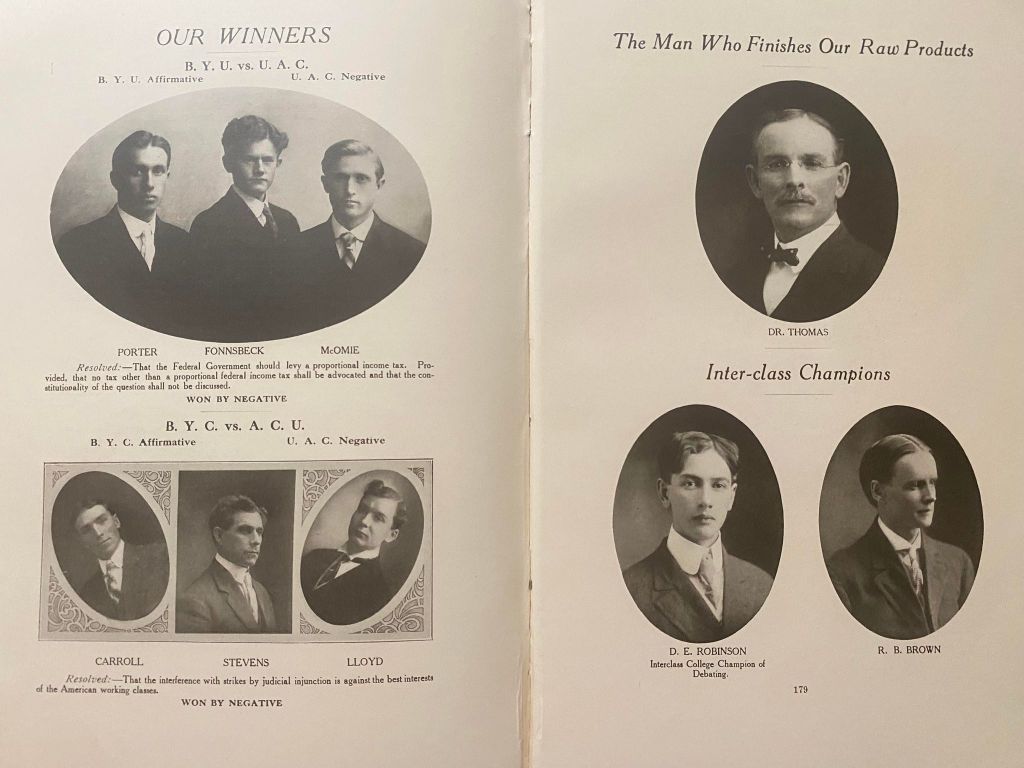 OUR WINNERS
B. Y. U. vs. U. A. C.
B. Y. U. Affirmative U. A. C. Negative
PORTER FONNSBECK McOMIE
Resolved:—That the Federal Government should levy a proportional income tax. Pro-
vided, that no tax other than a proportional federal income tax shall be advocated and that the con-
stitutionality of the question shall not be discussed.
WON BY NEGATIVE
B. Y. C. vs. A. C. U.
B. Y. C. Affirmative U. A. C. Negative
CARROLL STEVENS LLOYD
Resolved:—That the interference with strikes by judicial injunction is against the best interests
of the American working classes.
WON BY NEGATIVE
The Man Who Finishes Our Raw Products
DR. THOMAS
Inter-class Champions
D. E. ROBINSON
Interclass College Champion of
Debating.
R. B. BROWN
179